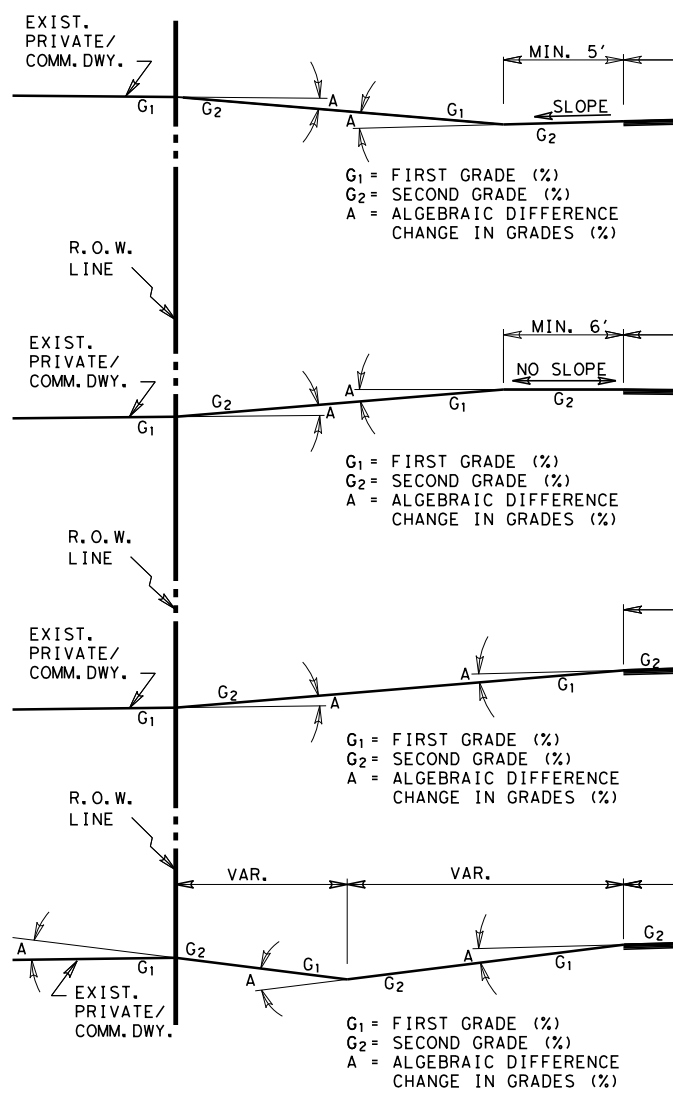 EXIST.
PRIVATE/
COMM. DWY.
MIN. 5'
G1
G2
A
A
G1
SLOPE
G2
G1 = FIRST GRADE (%)
G2 = SECOND GRADE (%)
A = ALGEBRAIC DIFFERENCE
CHANGE IN GRADES (%)
R.O.W.
LINE
EXIST.
PRIVATE/
COMM. DWY.
MIN. 6'
NO SLOPE
G1
G2
A
A
G1
G2
G1 = FIRST GRADE (%)
G2 = SECOND GRADE (%)
A = ALGEBRAIC DIFFERENCE
CHANGE IN GRADES (%)
R.O.W.
LINE
EXIST.
PRIVATE/
COMM. DWY.
G1
G2
A
A
G1
G2
G1 = FIRST GRADE (%)
G2 = SECOND GRADE (%)
A = ALGEBRAIC DIFFERENCE
CHANGE IN GRADES (%)
R.O.W.
LINE
VAR.
VAR.
A
G1
G2
A
G1
G2
A
G1
G2
EXIST.
PRIVATE/
COMM. DWY.
G1 = FIRST GRADE (%)
G2 = SECOND GRADE (%)
A = ALGEBRAIC DIFFERENCE
CHANGE IN GRADES (%)